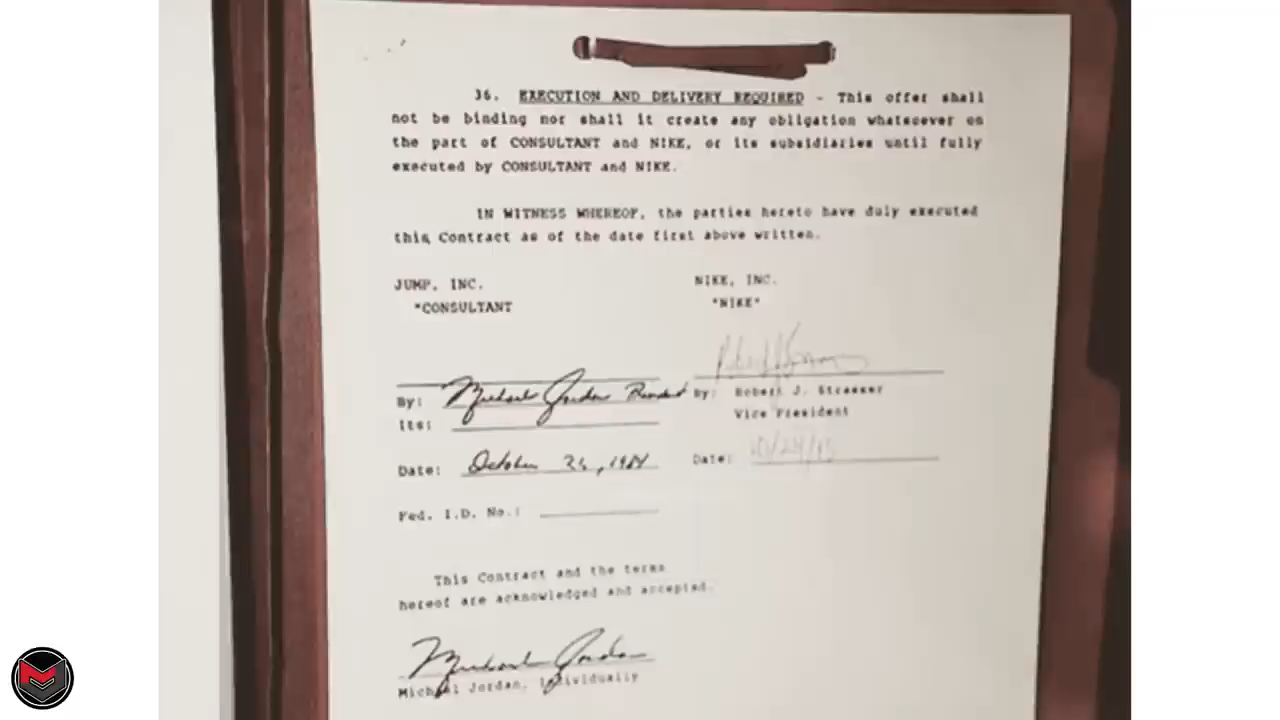 36. EXECUTION AND DELIVERY REQUIRED - This offer shall
not be binding nor shall it create any obligation whatsoever on
the part of CONSULTANT and NIKE, or its subsidiaries until fully
executed by CONSULTANT and NIKE.
IN WITNESS WHEREOF, the parties hereto have duly executed
this Contract as of the date first above written.
JUMP, INC.
"CONSULTANT
NIKE, INC.
"NIKE"
By: Michael Jordan President
Its:
Date: October 26, 1984
Fed. I.D. No.:
By: Robert J. Strasser
Vice President
Date:
This Contract and the terms
hereof are acknowledged and accepted.
Michael Jordan
Michael Jordan, Individually